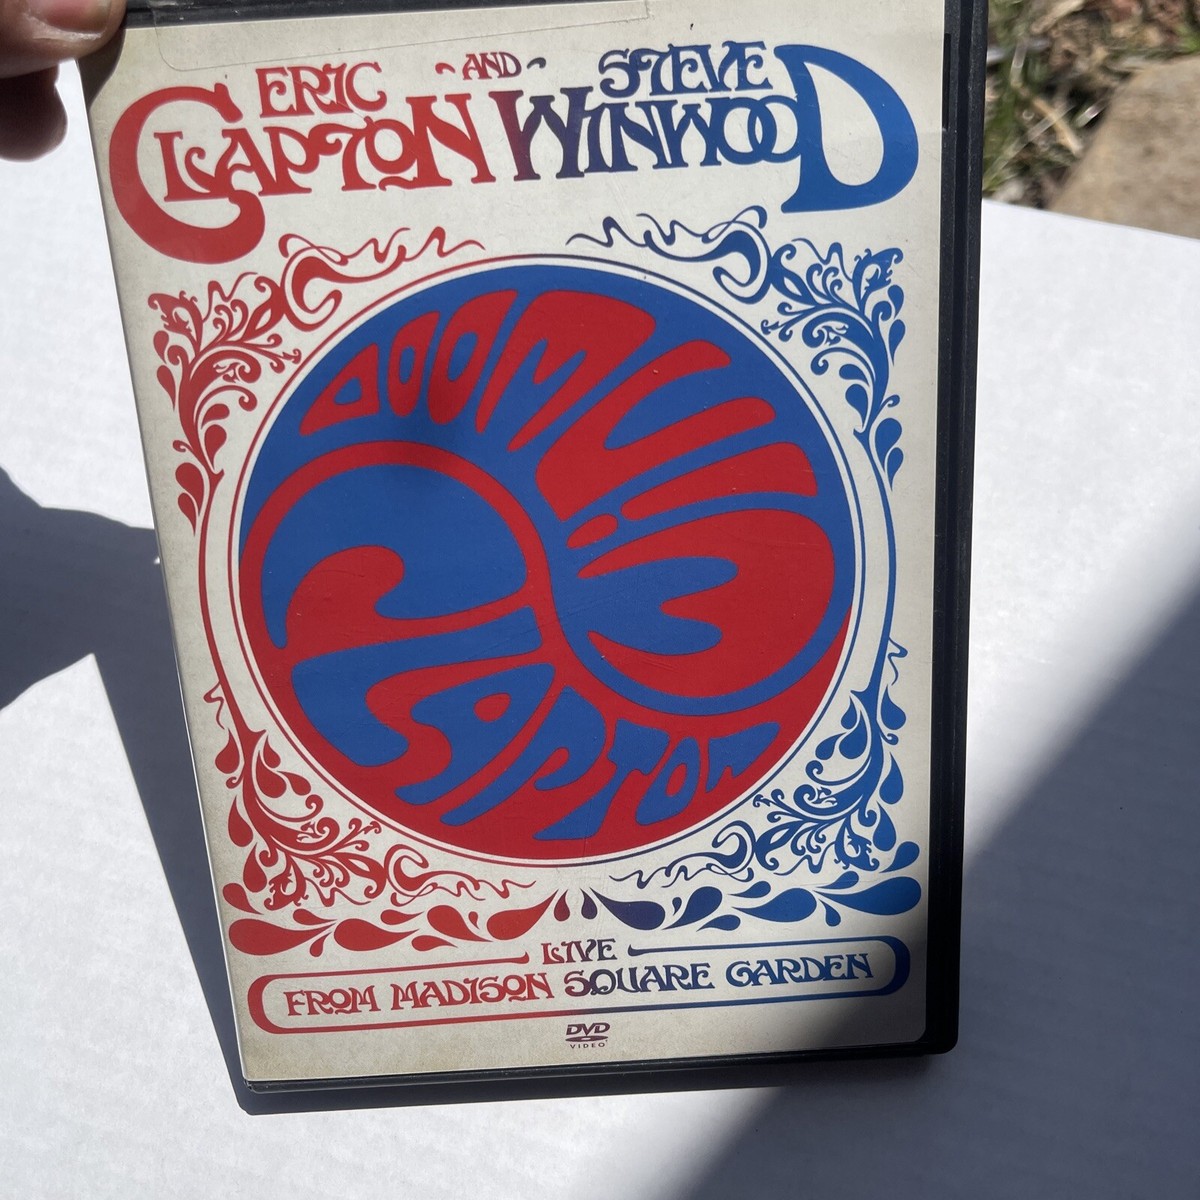 ERIC CLAPTON AND STEVE WINWOOD
WINWOOD
CLAPTON
LIVE
FROM MADISON SQUARE GARDEN
DVD
VIDEO